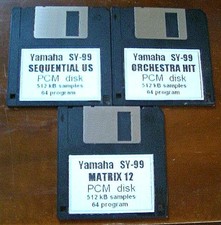 Yamaha SY-99
SEQUENTIAL US
PCM disk
512 kB samples
64 program
Yamaha SY-99
ORCHESTRA HIT
PCM disk
512 kB samples
64 program
Yamaha SY-99
MATRIX 12
PCM disk
512 kB samples
64 program